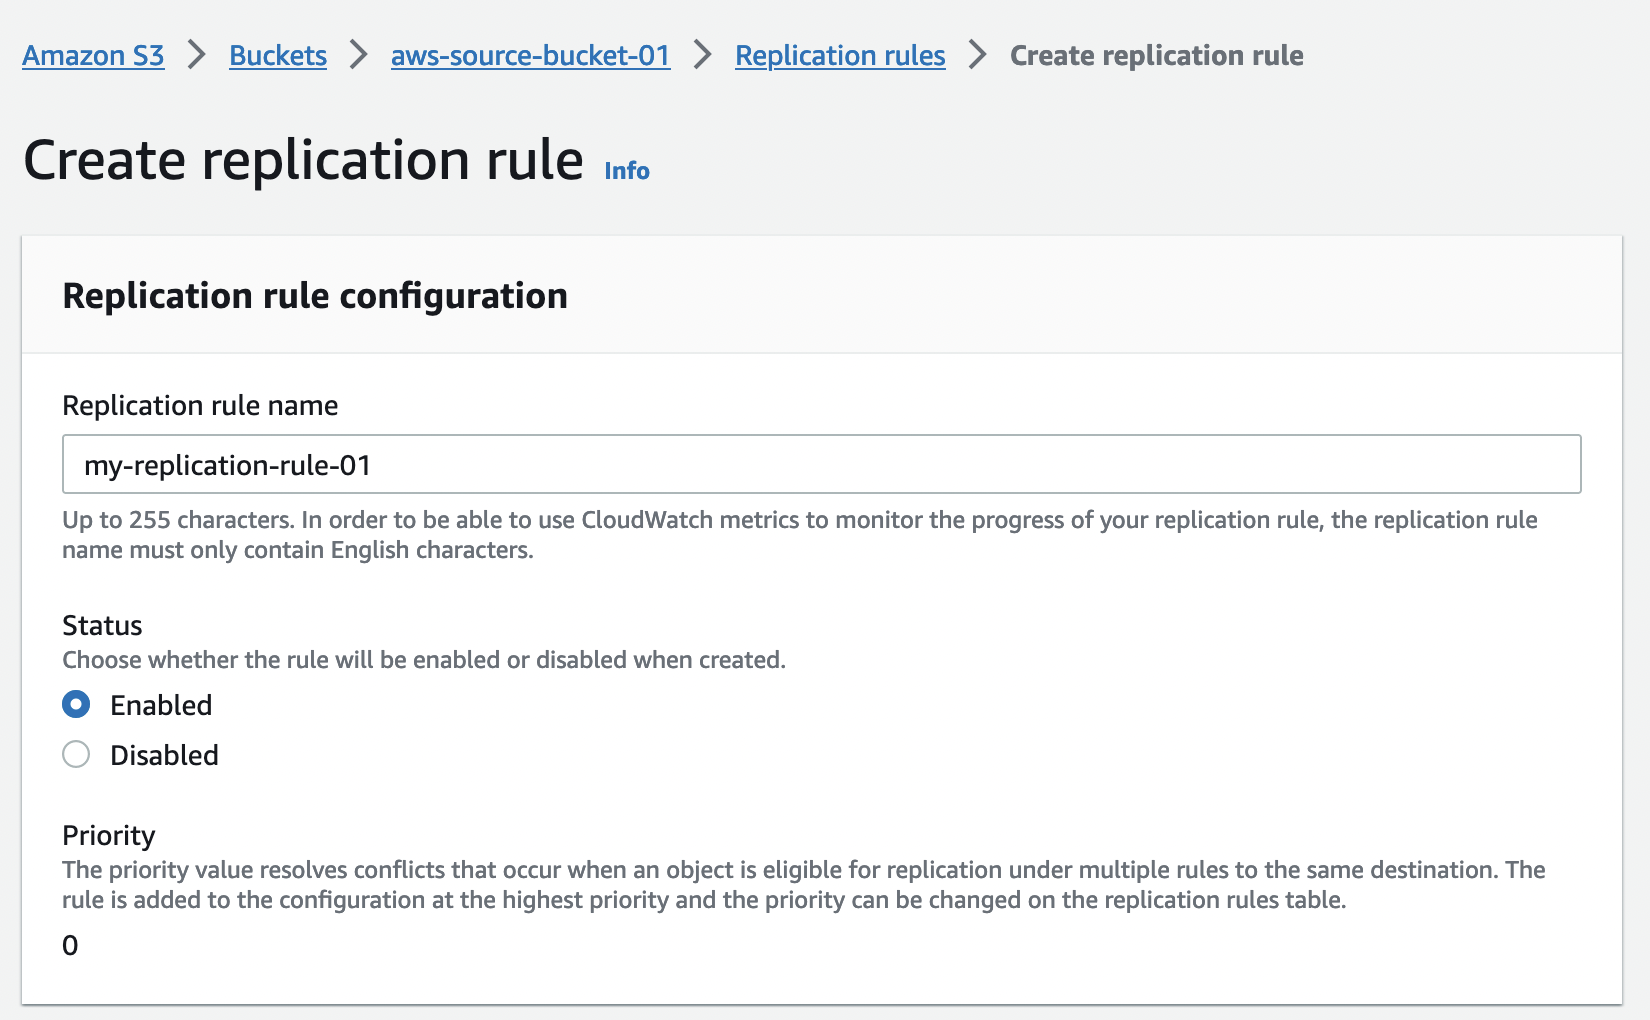 Amazon S3 > Buckets > aws-source-bucket-01 > Replication rules > Create replication rule
Create replication rule Info
Replication rule configuration
Replication rule name
my-replication-rule-01
Up to 255 characters. In order to be able to use CloudWatch metrics to monitor the progress of your replication rule, the replication rule
name must only contain English characters.
Status
Choose whether the rule will be enabled or disabled when created.
Enabled
Disabled
Priority
The priority value resolves conflicts that occur when an object is eligible for replication under multiple rules to the same destination. The
rule is added to the configuration at the highest priority and the priority can be changed on the replication rules table.
0